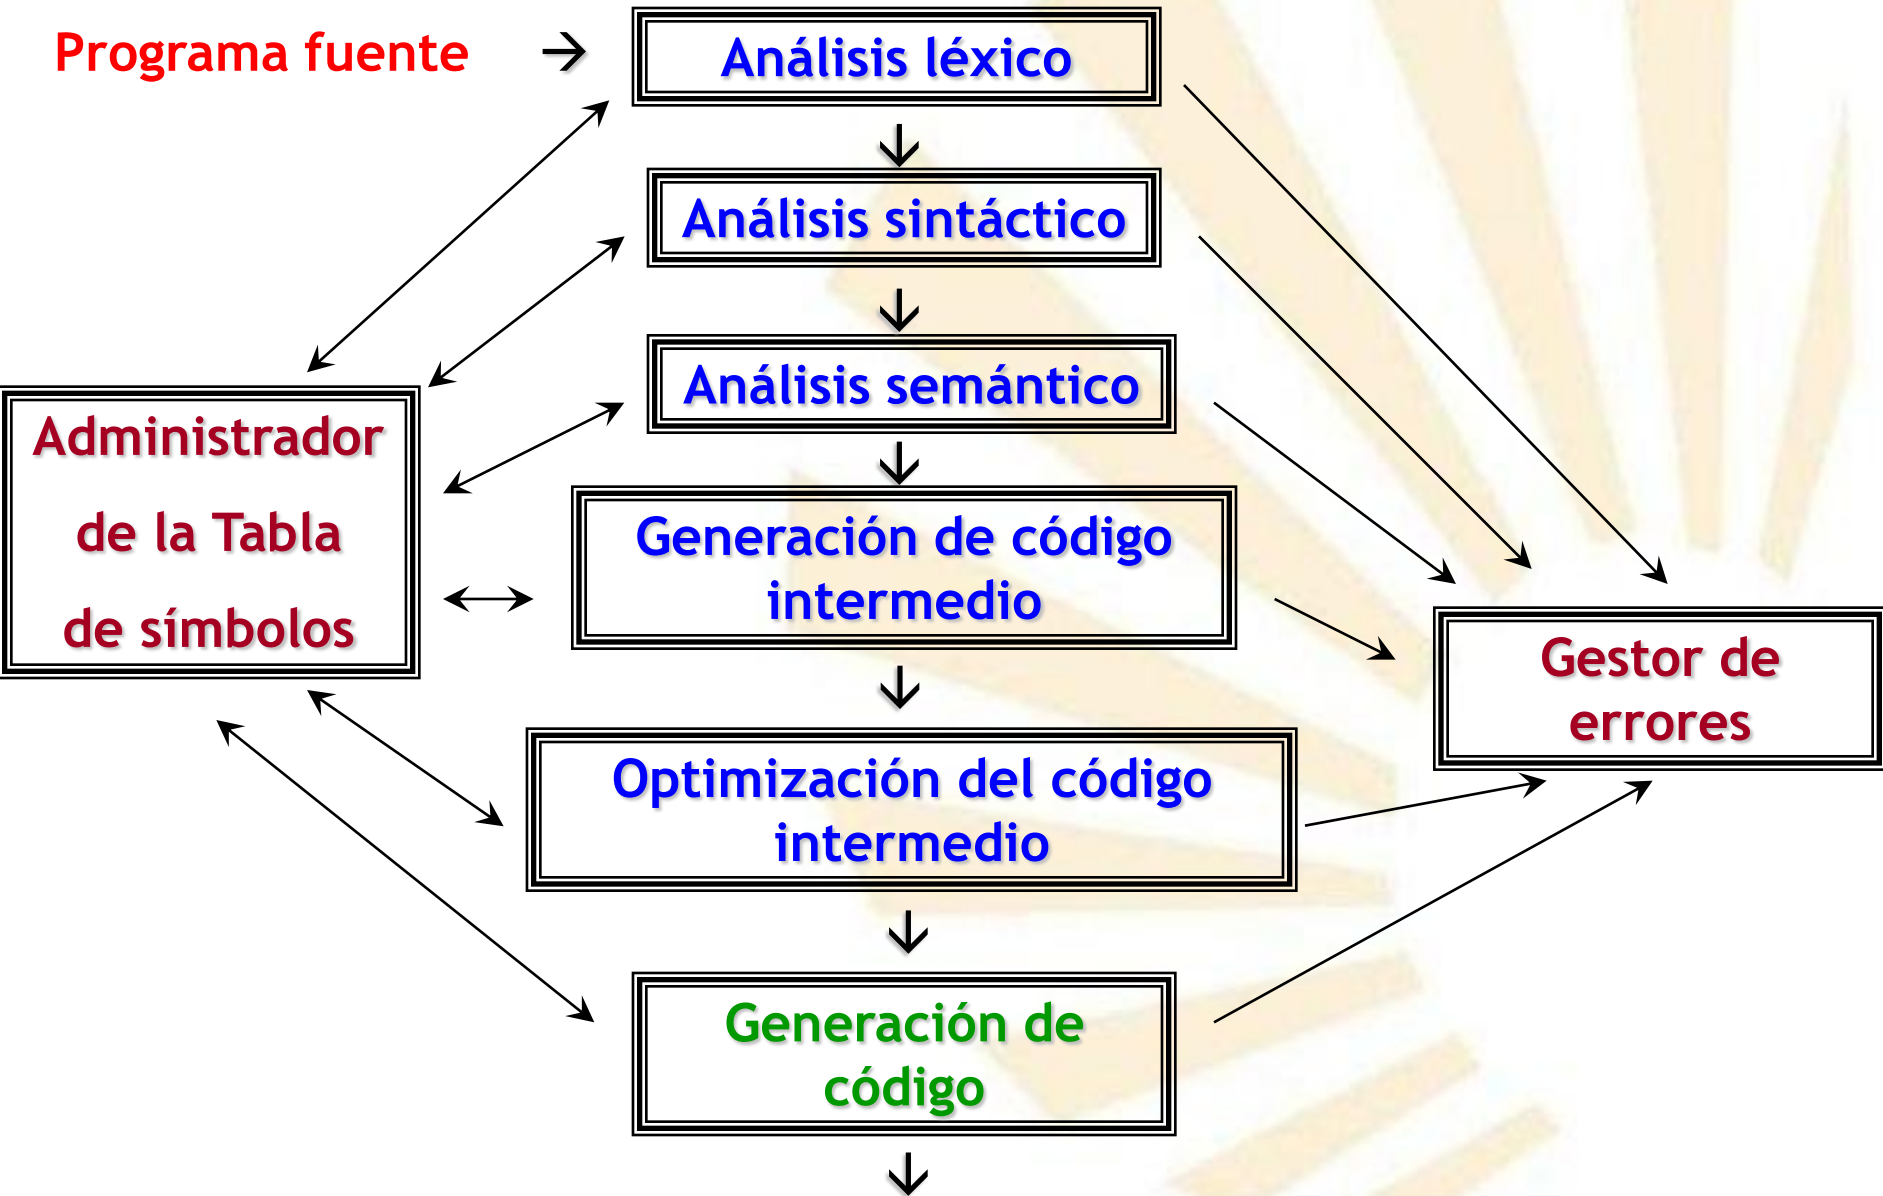 Programa fuente →
Análisis léxico
Análisis sintáctico
Análisis semántico
Administrador
de la Tabla
de símbolos
Generación de código
intermedio
Gestor de
errores
Optimización del código
intermedio
Generación de
código